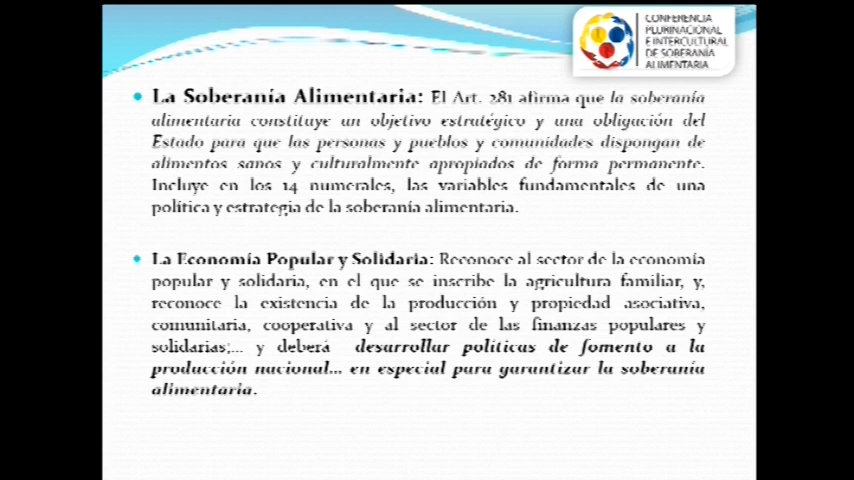 CONFERENCIA
PLURINACIONAL
E INTERCULTURAL
DE SOBERANÍA
ALIMENTARIA
• La Soberanía Alimentaria: El Art. 281 afirma que la soberanía
alimentaria constituye un objetivo estratégico y una obligación del
Estado para que las personas y pueblos y comunidades dispongan de
alimentos sanos y culturalmente apropiados de forma permanente.
Incluye en los 14 numerales, las variables fundamentales de una
política y estrategia de la soberanía alimentaria.
• La Economía Popular y Solidaria: Reconoce al sector de la economía
popular y solidaria, en el que se inscribe la agricultura familiar, y,
reconoce la existencia de la producción y propiedad asociativa,
comunitaria, cooperativa y al sector de las finanzas populares y
solidarias;... y deberá desarrollar políticas de fomento a la
producción nacional... en especial para garantizar la soberanía
alimentaria.